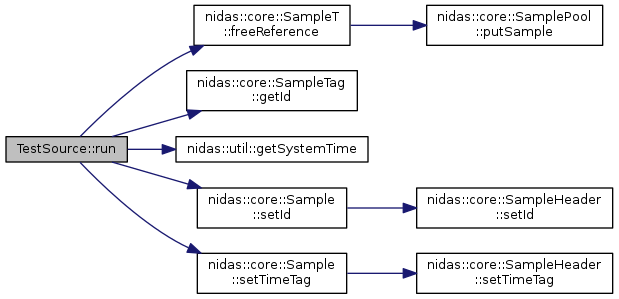 nidas::core::SampleT
::freeReference
nidas::core::SamplePool
::putSample
nidas::core::SampleTag
::getId
TestSource::run
nidas::util::getSystemTime
nidas::core::Sample
::setId
nidas::core::SampleHeader
::setId
nidas::core::Sample
::setTimeTag
nidas::core::SampleHeader
::setTimeTag